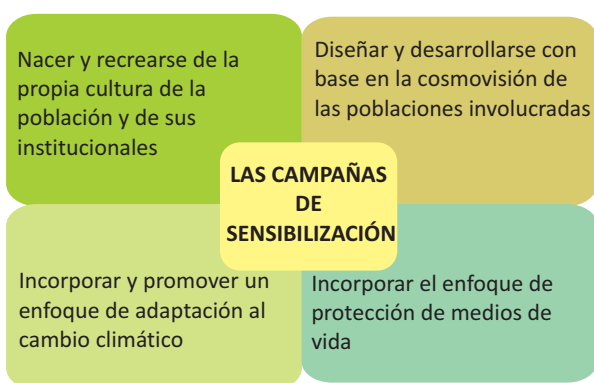 Nacer y recrearse de la
propia cultura de la
población y de sus
institucionales
Diseñar y desarrollarse con
base en la cosmovisión de
las poblaciones involucradas
LAS CAMPAÑAS
DE
SENSIBILIZACIÓN
Incorporar y promover un
enfoque de adaptación al
cambio climático
Incorporar el enfoque de
protección de medios de
vida